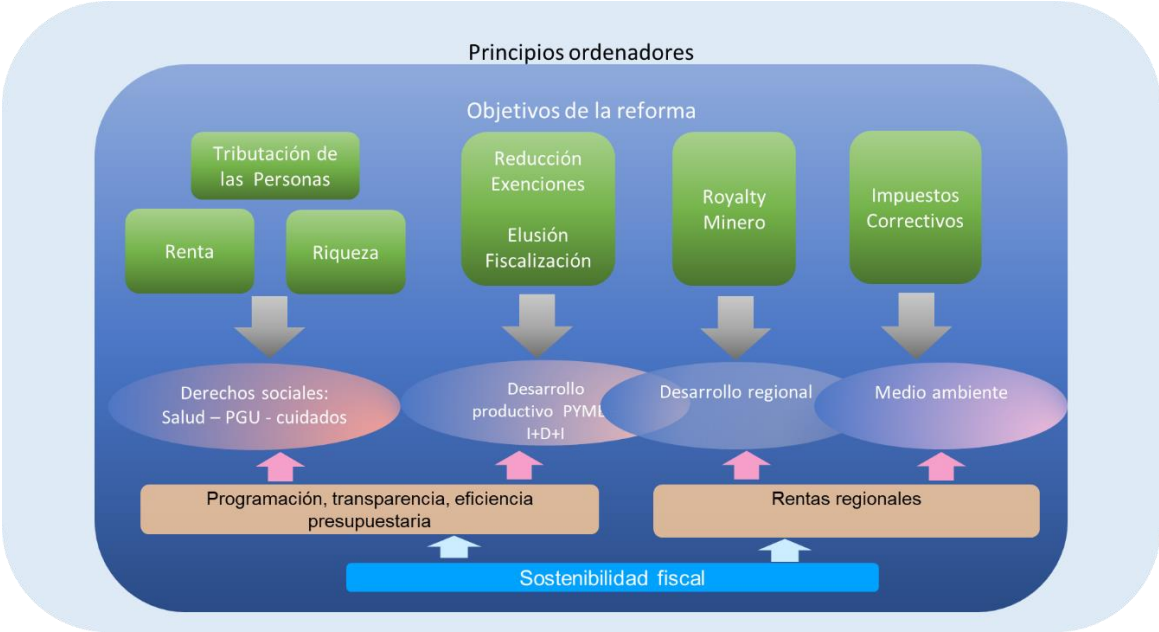 Principios ordenadores
Objetivos de la reforma
Tributación de
las Personas
Renta
Riqueza
Reducción
Exenciones
Elusión
Fiscalización
Royalty
Minero
Impuestos
Correctivos
Derechos sociales:
Salud – PGU - cuidados
Desarrollo
productivo PYME
I+D+I
Desarrollo regional
Medio ambiente
Programación, transparencia, eficiencia
presupuestaria
Rentas regionales
Sostenibilidad fiscal